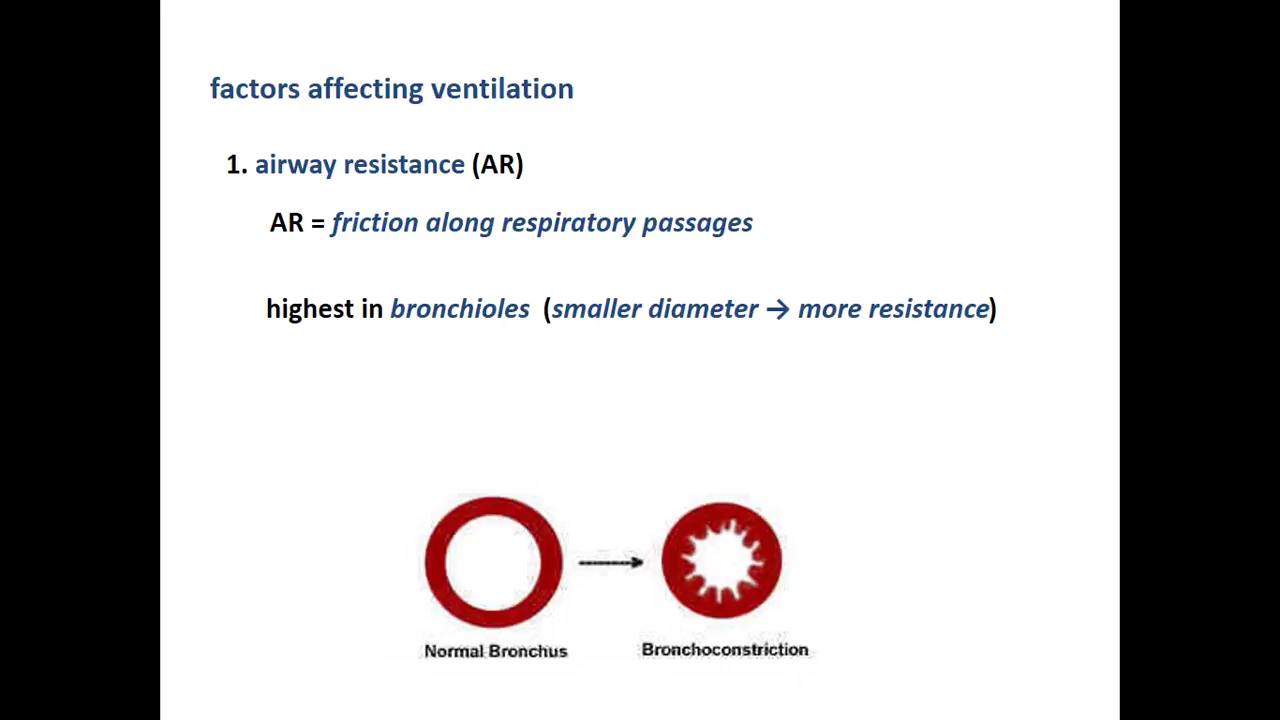 factors affecting ventilation
1. airway resistance (AR)
AR = friction along respiratory passages
highest in bronchioles (smaller diameter → more resistance)
Normal Bronchus
Bronchoconstriction